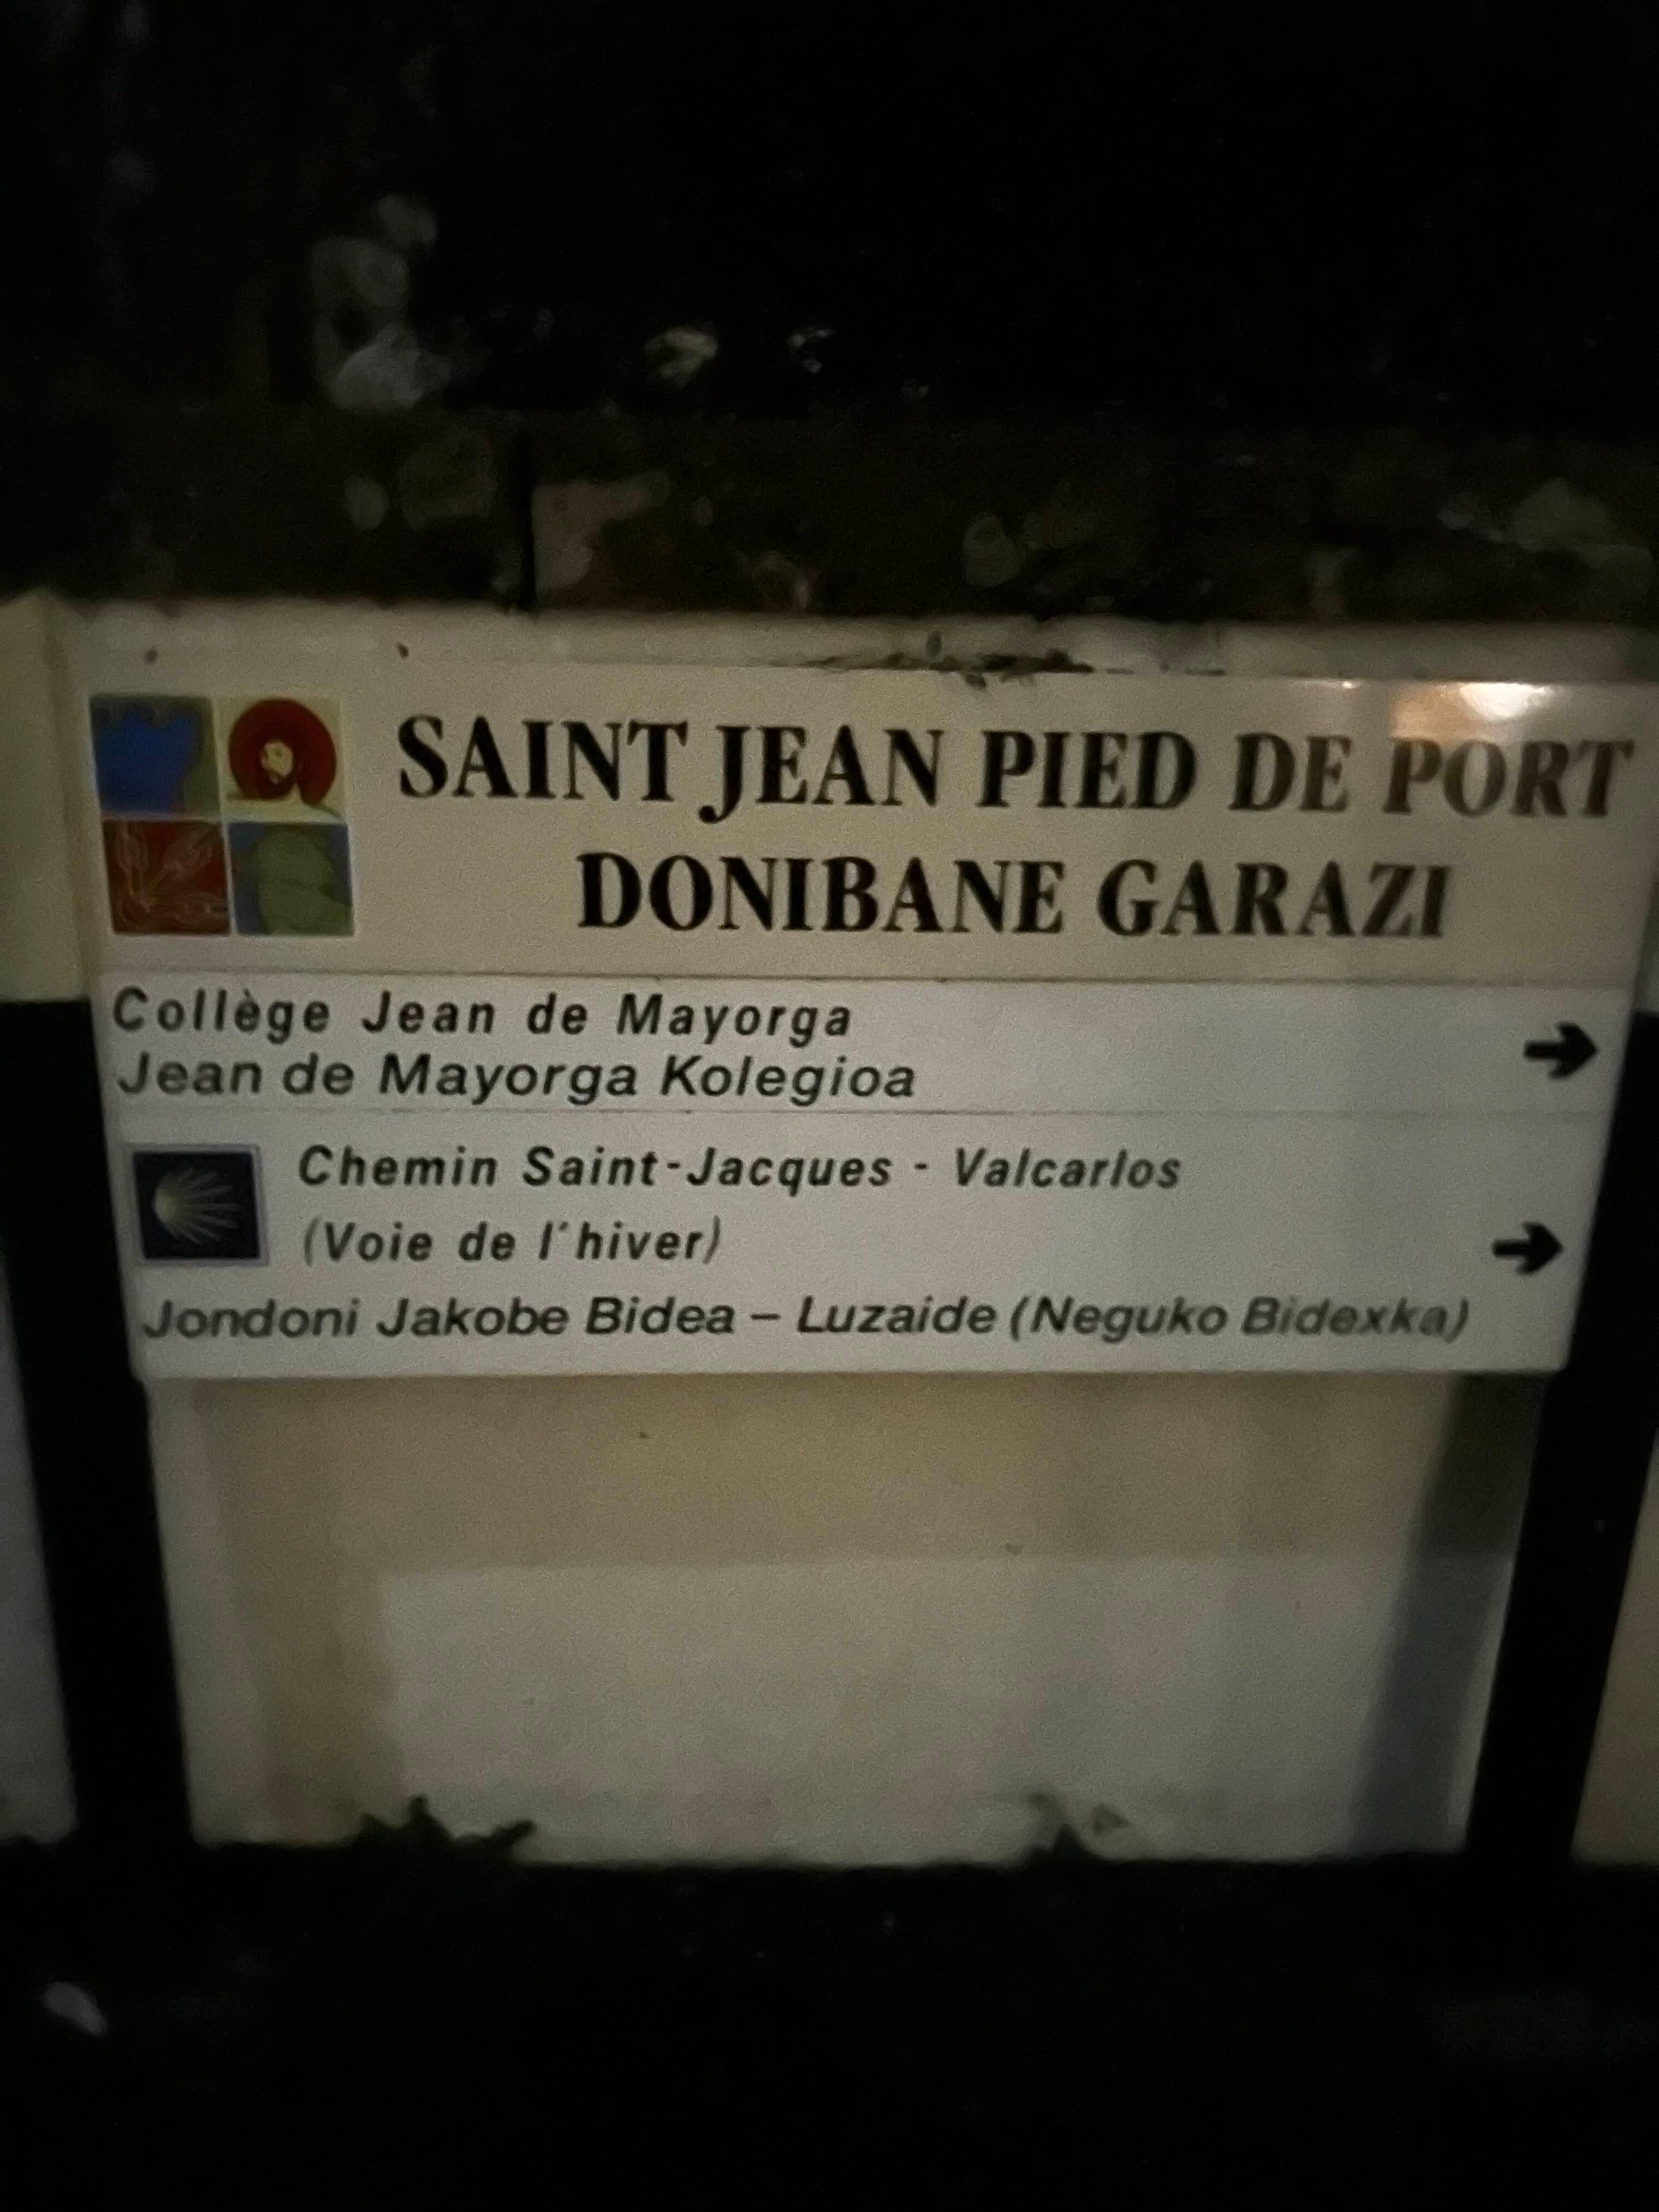 SAINT JEAN PIED DE PORT
DONIBANE GARAZI
Collège Jean de Mayorga
Jean de Mayorga Kolegioa
Chemin Saint-Jacques - Valcarlos
(Voie de l'hiver)
Jondoni Jakobe Bidea – Luzaide (Neguko Bidexka)